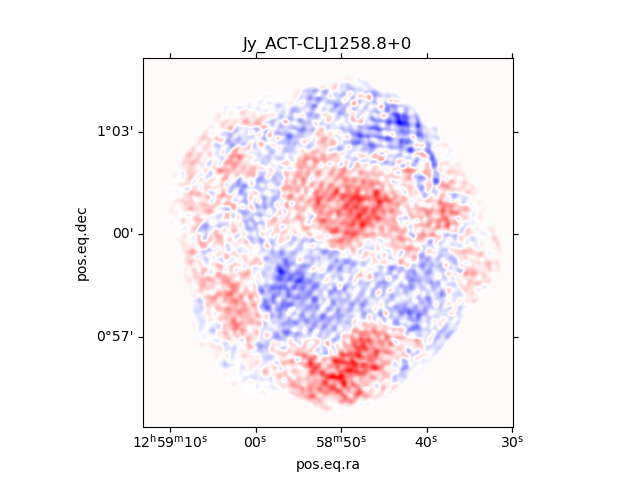 Jy_ACT-CLJ1258.8+0
pos.eq.dec
1°03'
00'
0°57'
12ʰ59ᵐ10ˢ 00ˢ 58ᵐ50ˢ 40ˢ 30ˢ
pos.eq.ra